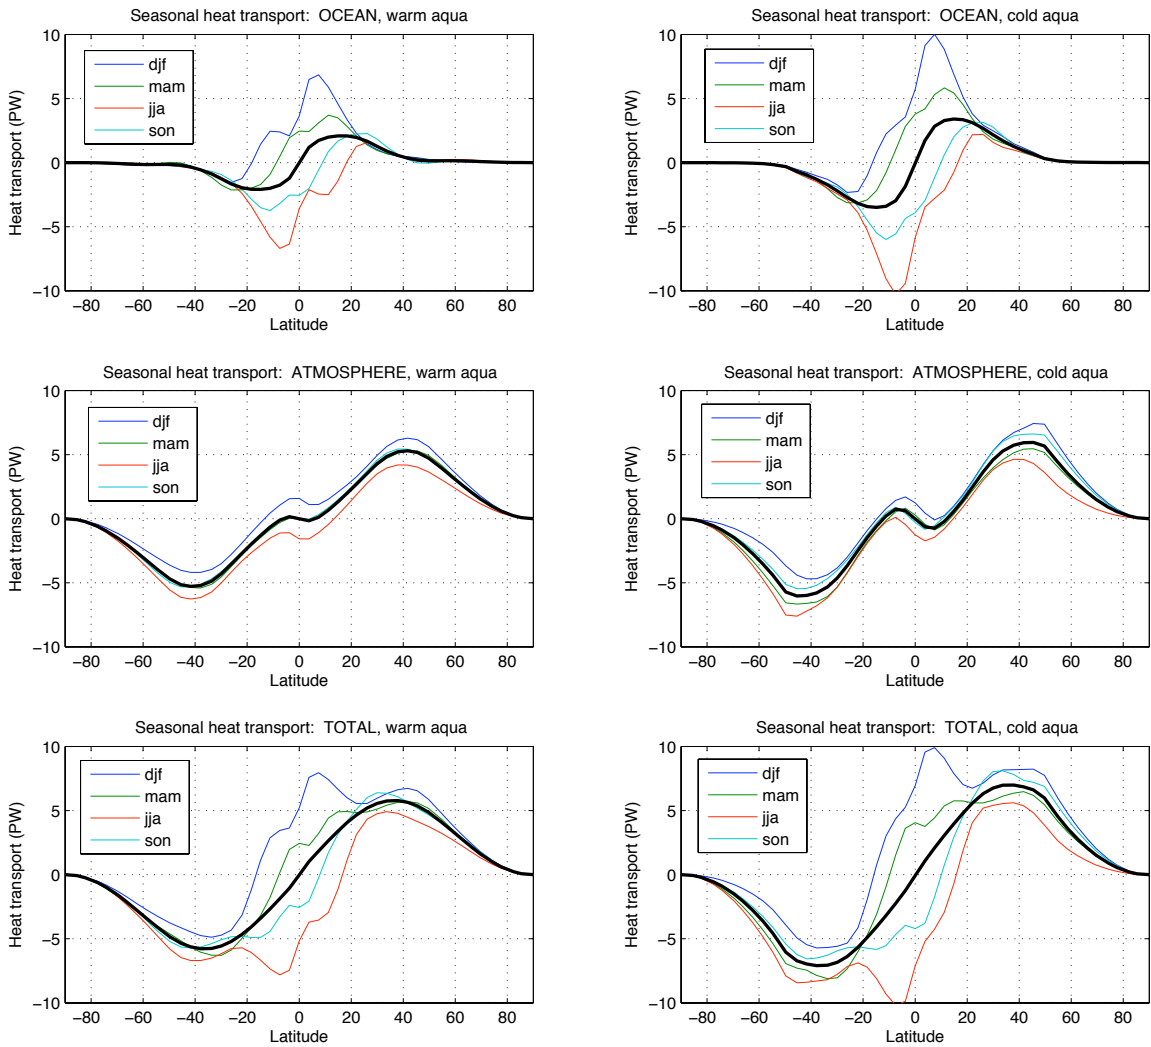 Seasonal heat transport:  OCEAN, warm aqua
Heat transport (PW)
10
5
0
−5
−10
djf
mam
jja
son
−80 −60 −40 −20 0 20 40 60 80
Latitude
Seasonal heat transport:  OCEAN, cold aqua
Heat transport (PW)
10
5
0
−5
−10
djf
mam
jja
son
−80 −60 −40 −20 0 20 40 60 80
Latitude
Seasonal heat transport:  ATMOSPHERE, warm aqua
Heat transport (PW)
10
5
0
−5
−10
djf
mam
jja
son
−80 −60 −40 −20 0 20 40 60 80
Latitude
Seasonal heat transport:  ATMOSPHERE, cold aqua
Heat transport (PW)
10
5
0
−5
−10
djf
mam
jja
son
−80 −60 −40 −20 0 20 40 60 80
Latitude
Seasonal heat transport:  TOTAL, warm aqua
Heat transport (PW)
10
5
0
−5
−10
djf
mam
jja
son
−80 −60 −40 −20 0 20 40 60 80
Latitude
Seasonal heat transport:  TOTAL, cold aqua
Heat transport (PW)
10
5
0
−5
−10
djf
mam
jja
son
−80 −60 −40 −20 0 20 40 60 80
Latitude